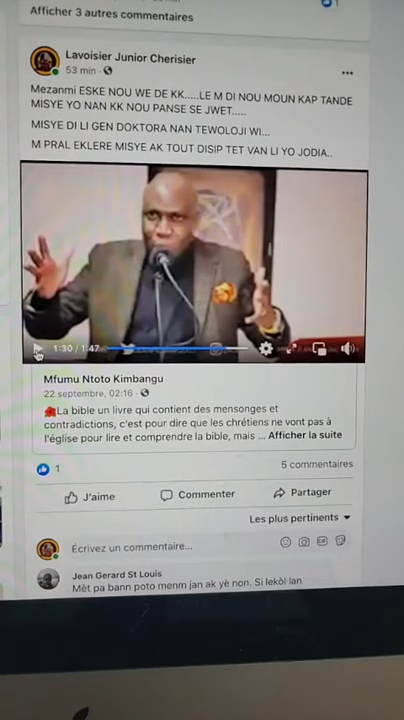 Afficher 3 autres commentaires
1
Lavoisier Junior Cherisier
53 min
Mezanmi ESKE NOU WE DE KK.....LE M DI NOU MOUN KAP TANDE
MISYE YO NAN KK NOU PANSE SE JWET.....
MISYE DI LI GEN DOKTORA NAN TEWOLOJI WI...
M PRAL EKLERE MISYE AK TOUT DISIP TET VAN LI YO JODIA..
1:30 / 1:47
Mfumu Ntoto Kimbangu
22 septembre, 02:16
La bible un livre qui contient des mensonges et
contradictions, c'est pour dire que les chrétiens ne vont pas à
l'église pour lire et comprendre la bible, mais ... Afficher la suite
1
5 commentaires
J'aime
Commenter
Partager
Les plus pertinents
Écrivez un commentaire...
GIF
Jean Gerard St Louis
Mèt pa bann poto menm jan ak yè non. Si lekòl lan